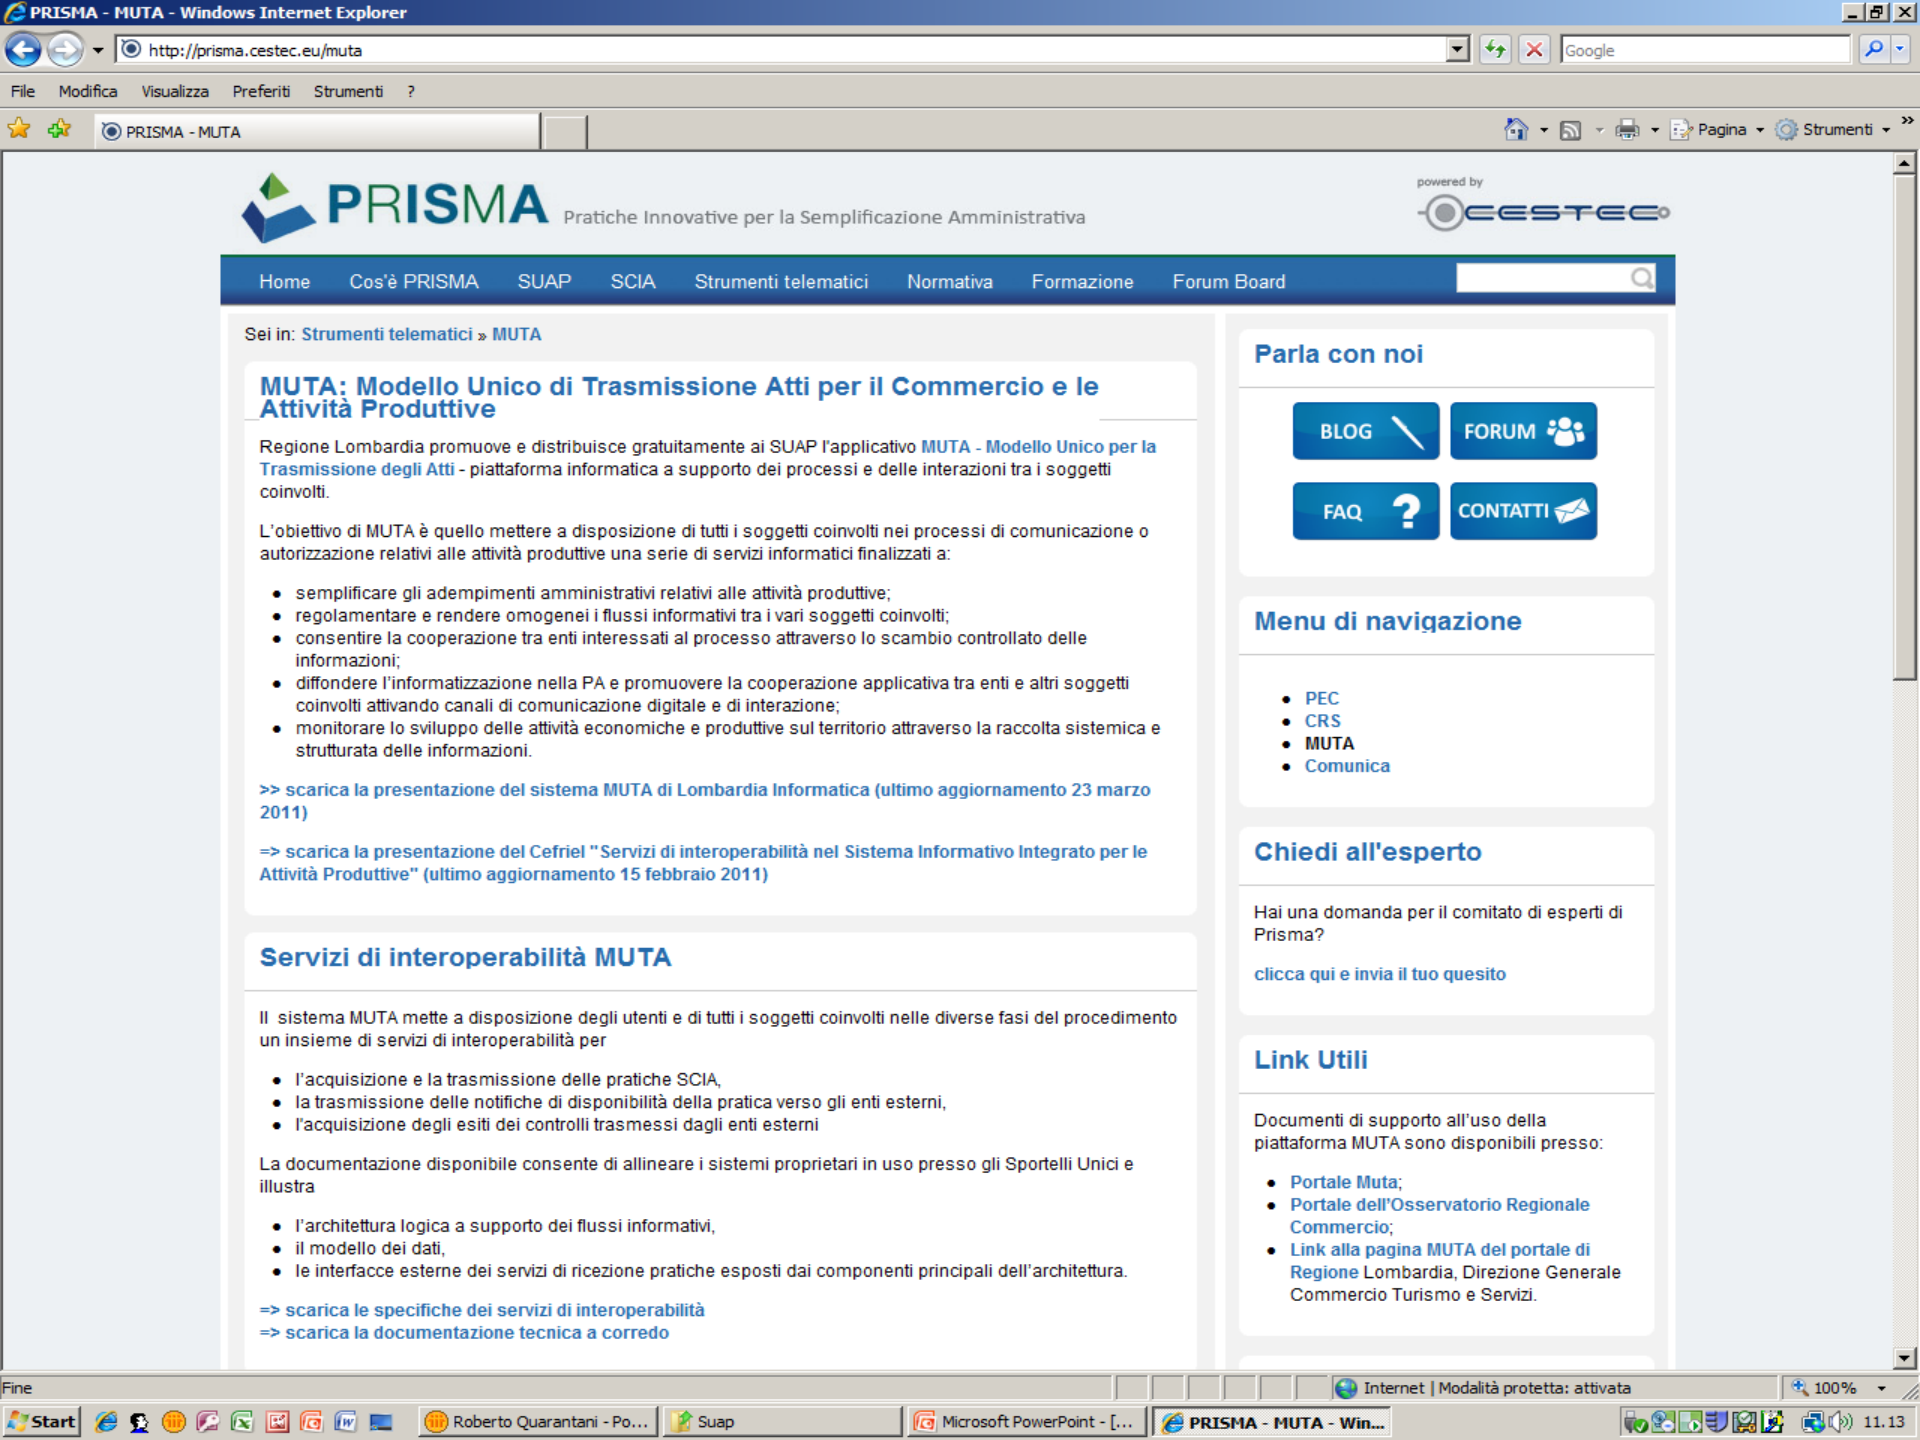 PRISMA - MUTA - Windows Internet Explorer
http://prisma.cestec.eu/muta
Google
File Modifica Visualizza Preferiti Strumenti ?
PRISMA - MUTA
Pagina Strumenti »
PRISMA Pratiche Innovative per la Semplificazione Amministrativa
powered by
CESTEC
Home Cos'è PRISMA SUAP SCIA Strumenti telematici Normativa Formazione Forum Board
Sei in: Strumenti telematici » MUTA
MUTA: Modello Unico di Trasmissione Atti per il Commercio e le
Attività Produttive
Regione Lombardia promuove e distribuisce gratuitamente ai SUAP l'applicativo MUTA - Modello Unico per la
Trasmissione degli Atti - piattaforma informatica a supporto dei processi e delle interazioni tra i soggetti
coinvolti.
L'obiettivo di MUTA è quello mettere a disposizione di tutti i soggetti coinvolti nei processi di comunicazione o
autorizzazione relativi alle attività produttive una serie di servizi informatici finalizzati a:
• semplificare gli adempimenti amministrativi relativi alle attività produttive;
• regolamentare e rendere omogenei i flussi informativi tra i vari soggetti coinvolti;
• consentire la cooperazione tra enti interessati al processo attraverso lo scambio controllato delle
informazioni;
• diffondere l'informatizzazione nella PA e promuovere la cooperazione applicativa tra enti e altri soggetti
coinvolti attivando canali di comunicazione digitale e di interazione;
• monitorare lo sviluppo delle attività economiche e produttive sul territorio attraverso la raccolta sistemica e
strutturata delle informazioni.
>> scarica la presentazione del sistema MUTA di Lombardia Informatica (ultimo aggiornamento 23 marzo
2011)
=> scarica la presentazione del Cefriel "Servizi di interoperabilità nel Sistema Informativo Integrato per le
Attività Produttive" (ultimo aggiornamento 15 febbraio 2011)
Servizi di interoperabilità MUTA
Il sistema MUTA mette a disposizione degli utenti e di tutti i soggetti coinvolti nelle diverse fasi del procedimento
un insieme di servizi di interoperabilità per
• l'acquisizione e la trasmissione delle pratiche SCIA,
• la trasmissione delle notifiche di disponibilità della pratica verso gli enti esterni,
• l'acquisizione degli esiti dei controlli trasmessi dagli enti esterni
La documentazione disponibile consente di allineare i sistemi proprietari in uso presso gli Sportelli Unici e
illustra
• l'architettura logica a supporto dei flussi informativi,
• il modello dei dati,
• le interfacce esterne dei servizi di ricezione pratiche esposti dai componenti principali dell'architettura.
=> scarica le specifiche dei servizi di interoperabilità
=> scarica la documentazione tecnica a corredo
Parla con noi
BLOG FORUM
FAQ ? CONTATTI
Menu di navigazione
• PEC
• CRS
• MUTA
• Comunica
Chiedi all'esperto
Hai una domanda per il comitato di esperti di
Prisma?
clicca qui e invia il tuo quesito
Link Utili
Documenti di supporto all'uso della
piattaforma MUTA sono disponibili presso:
• Portale Muta;
• Portale dell'Osservatorio Regionale
Commercio;
• Link alla pagina MUTA del portale di
Regione Lombardia, Direzione Generale
Commercio Turismo e Servizi.
Fine Internet | Modalità protetta: attivata 100%
Start Roberto Quarantani - Po... Suap Microsoft PowerPoint - [... PRISMA - MUTA - Win... 11.13